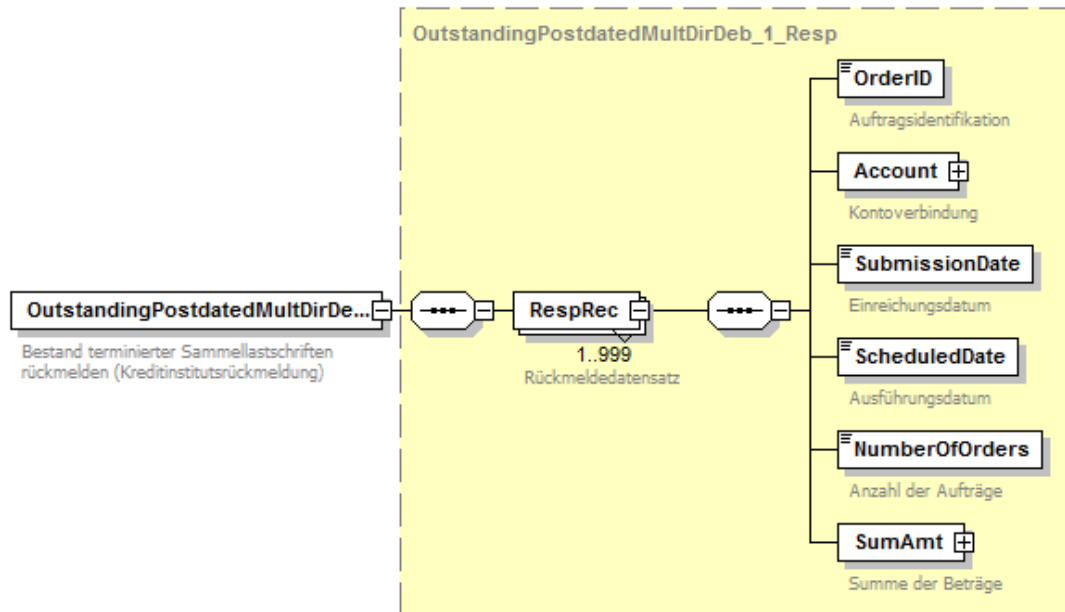 OutstandingPostdatedMultDirDeb_1_Resp
OutstandingPostdatedMultDirDe...
Bestand terminierter Sammellastschriften
rückmelden (Kreditinstitutsrückmeldung)
RespRec
1..999
Rückmeldedatensatz
OrderID
Auftragsidentifikation
Account
Kontoverbindung
SubmissionDate
Einreichungsdatum
ScheduledDate
Ausführungsdatum
NumberOfOrders
Anzahl der Aufträge
SumAmt
Summe der Beträge